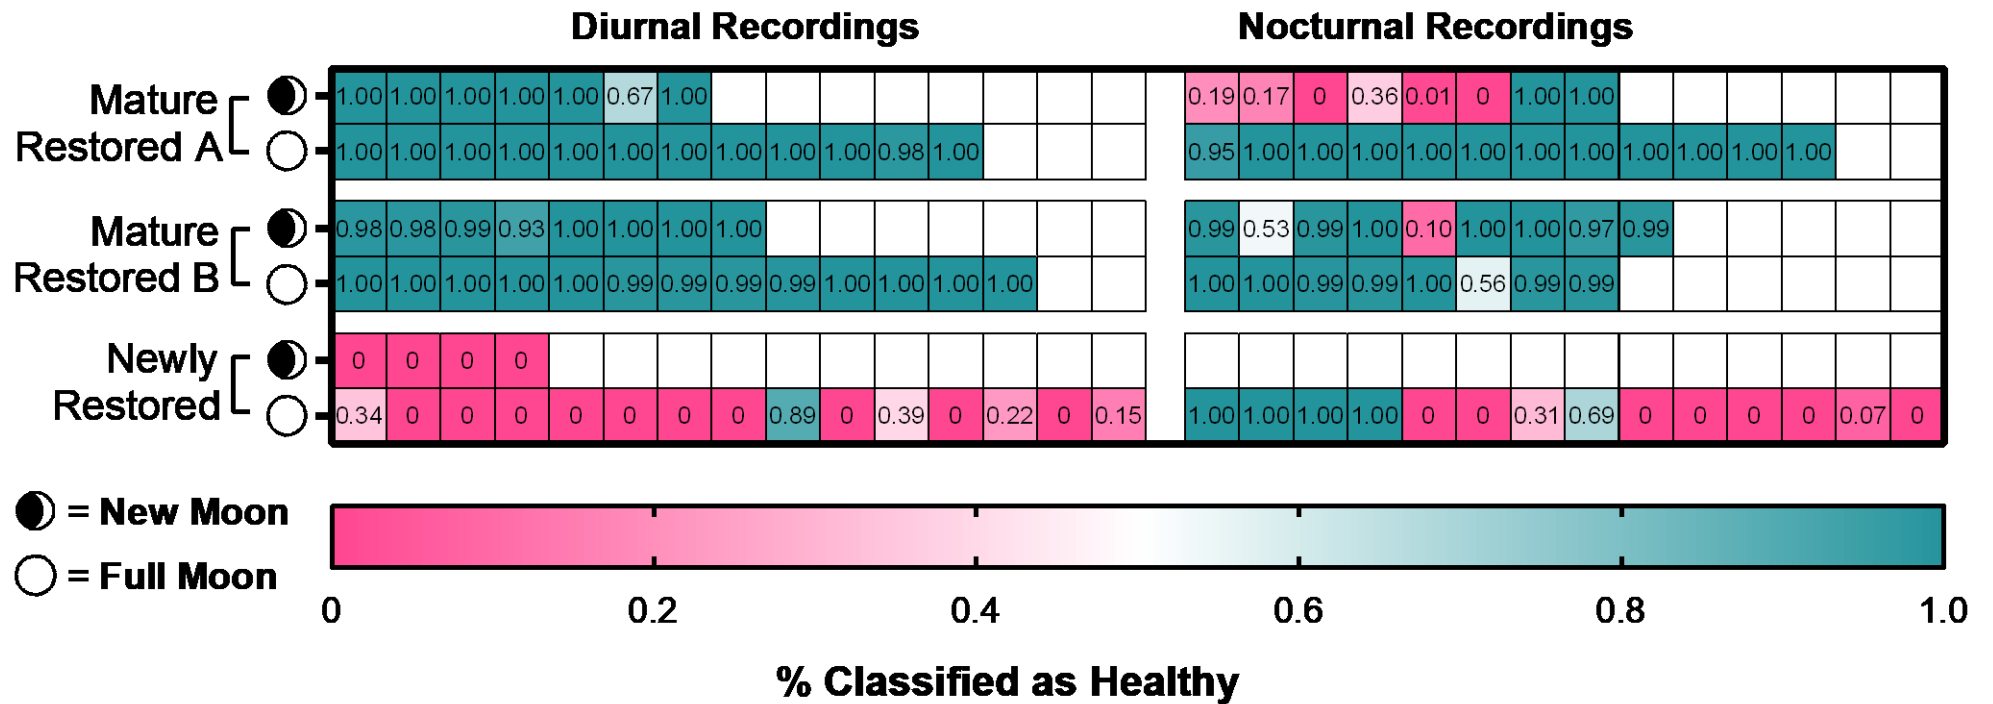 Diurnal Recordings Nocturnal Recordings
Mature
Restored A
1.00 1.00 1.00 1.00 1.00 0.67 1.00 0.19 0.17 0 0.36 0.01 0 1.00 1.00
1.00 1.00 1.00 1.00 1.00 1.00 1.00 1.00 1.00 1.00 0.98 1.00 0.95 1.00 1.00 1.00 1.00 1.00 1.00 1.00 1.00 1.00 1.00 1.00
Mature
Restored B
0.98 0.98 0.99 0.93 1.00 1.00 1.00 1.00 0.99 0.53 0.99 1.00 0.10 1.00 1.00 0.97 0.99
1.00 1.00 1.00 1.00 1.00 0.99 0.99 0.99 0.99 1.00 1.00 1.00 1.00 1.00 1.00 0.99 0.99 1.00 0.56 0.99 0.99
Newly
Restored
0 0 0 0
0.34 0 0 0 0 0 0 0 0.89 0 0.39 0 0.22 0 0.15 1.00 1.00 1.00 1.00 0 0 0.31 0.69 0 0 0 0 0.07 0
= New Moon
= Full Moon
0 0.2 0.4 0.6 0.8 1.0
% Classified as Healthy